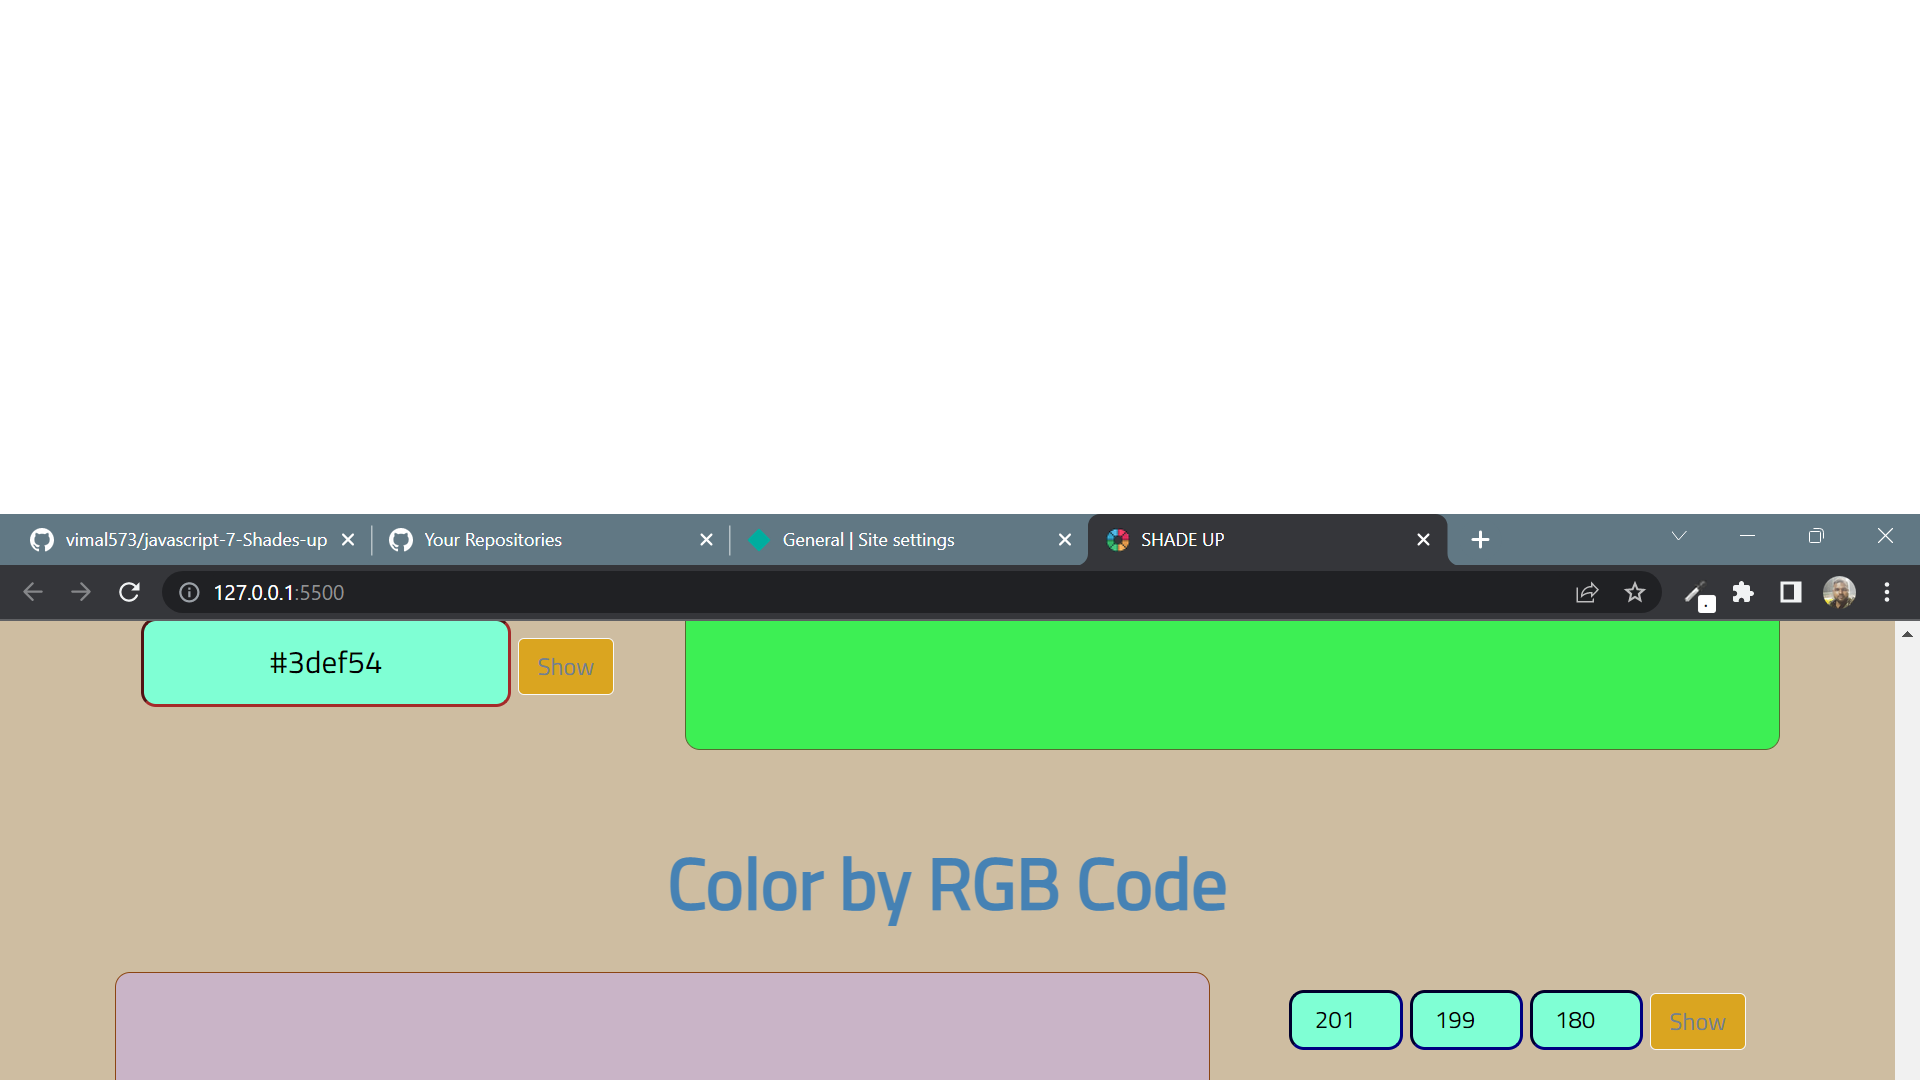 vimal573/javascript-7-Shades-up
Your Repositories
General | Site settings
SHADE UP
127.0.0.1:5500
#3def54
Show
Color by RGB Code
201
199
180
Show